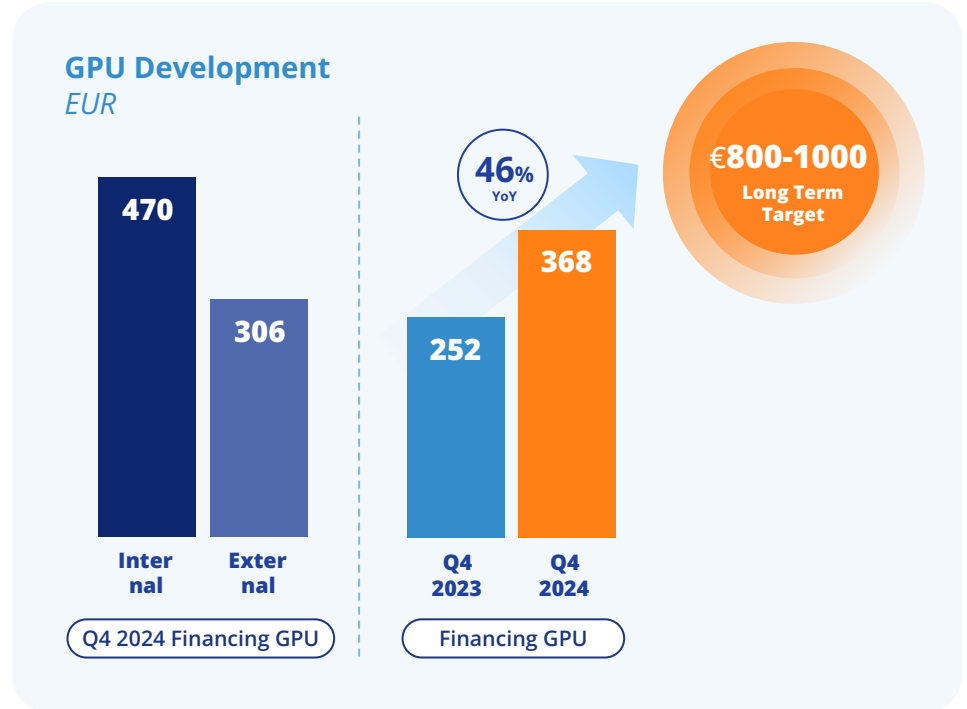 GPU Development
EUR
470
306
Inter
nal
Exter
nal
Q4 2024 Financing GPU
46%
YoY
252
368
Q4
2023
Q4
2024
Financing GPU
€800-1000
Long Term
Target